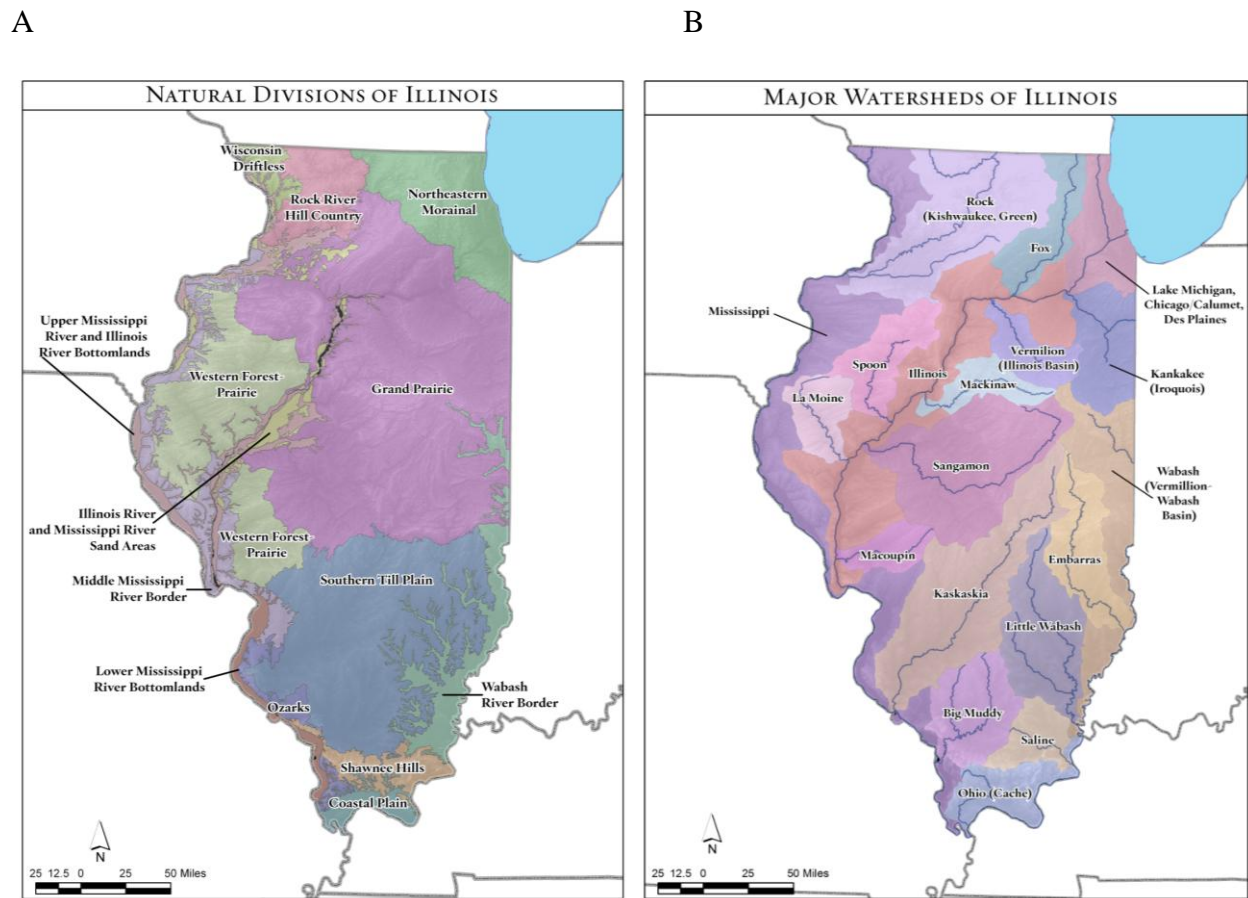 A
B
NATURAL DIVISIONS OF ILLINOIS
Wisconsin
Driftless
Rock River
Hill Country
Northeastern
Morainal
Upper Mississippi
River and Illinois
River Bottomlands
Western Forest-
Prairie
Grand Prairie
Illinois River
and Mississippi River
Sand Areas
Western Forest-
Prairie
Southern Till Plain
Middle Mississippi
River Border
Lower Mississippi
River Bottomlands
Wabash
River Border
Ozarks
Shawnee Hills
Coastal Plain
N
25 12.5 0 25 50 Miles
MAJOR WATERSHEDS OF ILLINOIS
Rock
(Kishwaukee, Green)
Fox
Lake Michigan,
Chicago/Calumet,
Des Plaines
Mississippi
Spoon
Illinois
Vermilion
(Illinois Basin)
Mackinaw
Kankakee
(Iroquois)
La Moine
Sangamon
Wabash
(Vermillion-
Wabash
Basin)
Macoupin
Embarras
Kaskaskia
Little Wabash
Big Muddy
Saline
Ohio (Cache)
N
25 12.5 0 25 50 Miles